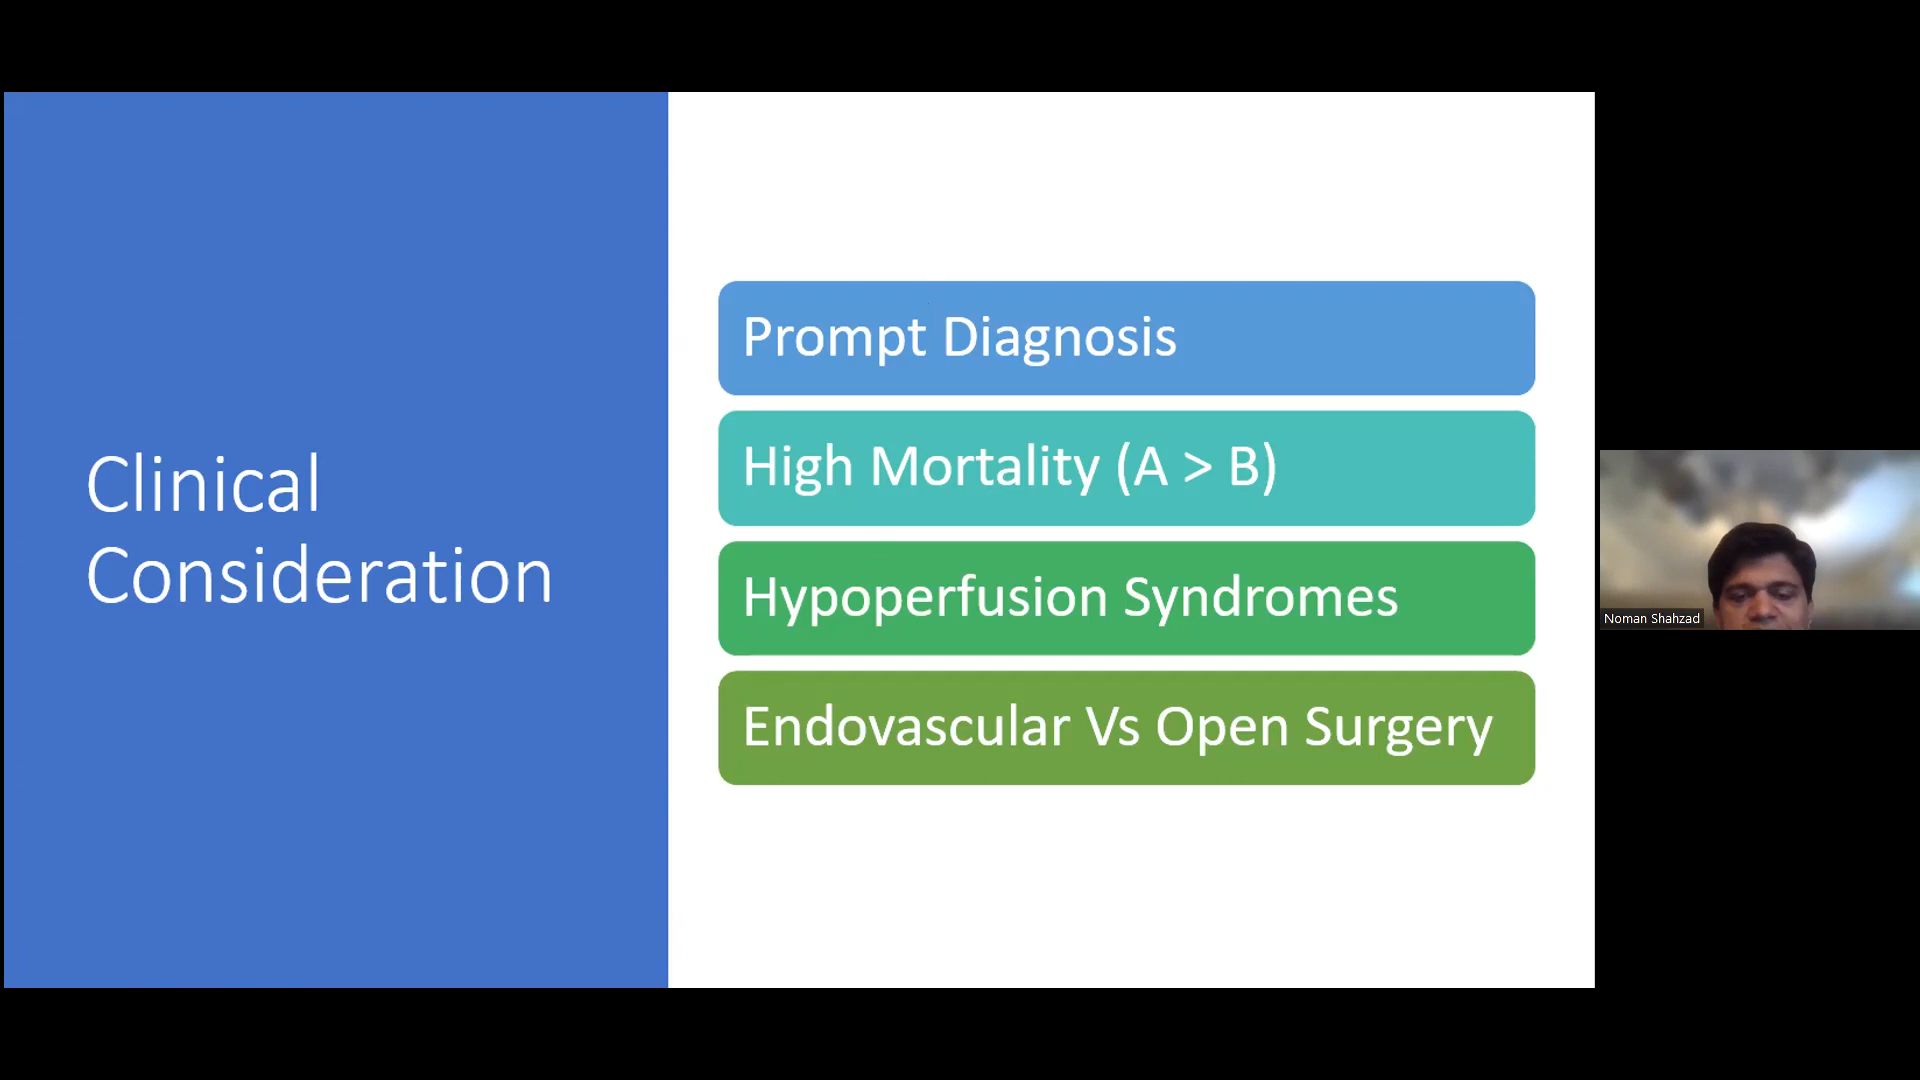 Clinical
Consideration
Prompt Diagnosis
High Mortality (A > B)
Hypoperfusion Syndromes
Endovascular Vs Open Surgery
Noman Shahzad